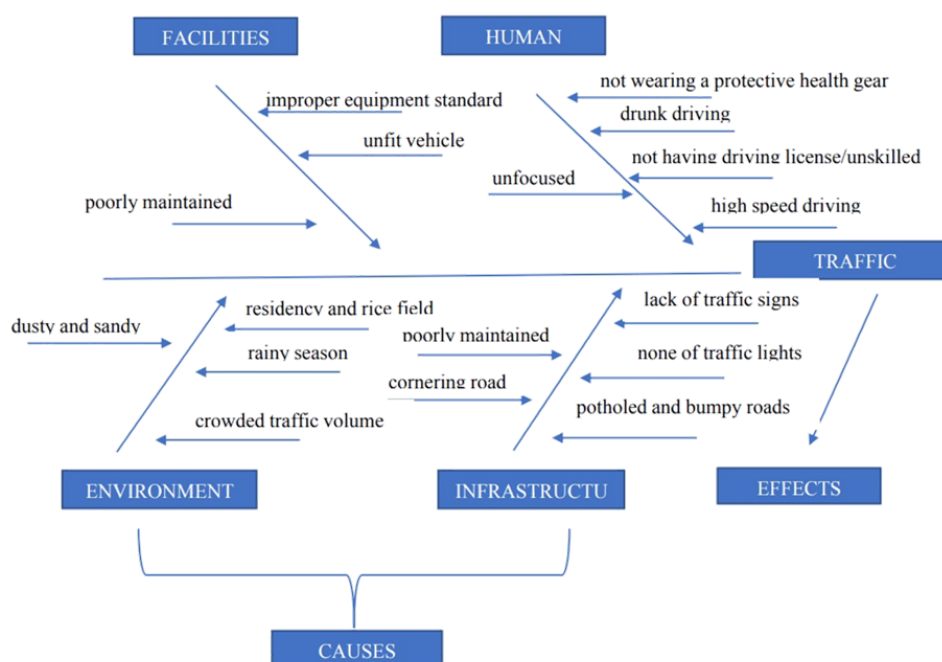 FACILITIES
HUMAN
improper equipment standard
unfit vehicle
poorly maintained
not wearing a protective health gear
drunk driving
not having driving license/unskilled
unfocused
high speed driving
TRAFFIC
dusty and sandy
residency and rice field
rainy season
crowded traffic volume
lack of traffic signs
poorly maintained
none of traffic lights
cornering road
potholed and bumpy roads
ENVIRONMENT
INFRASTRUCTU
EFFECTS
CAUSES